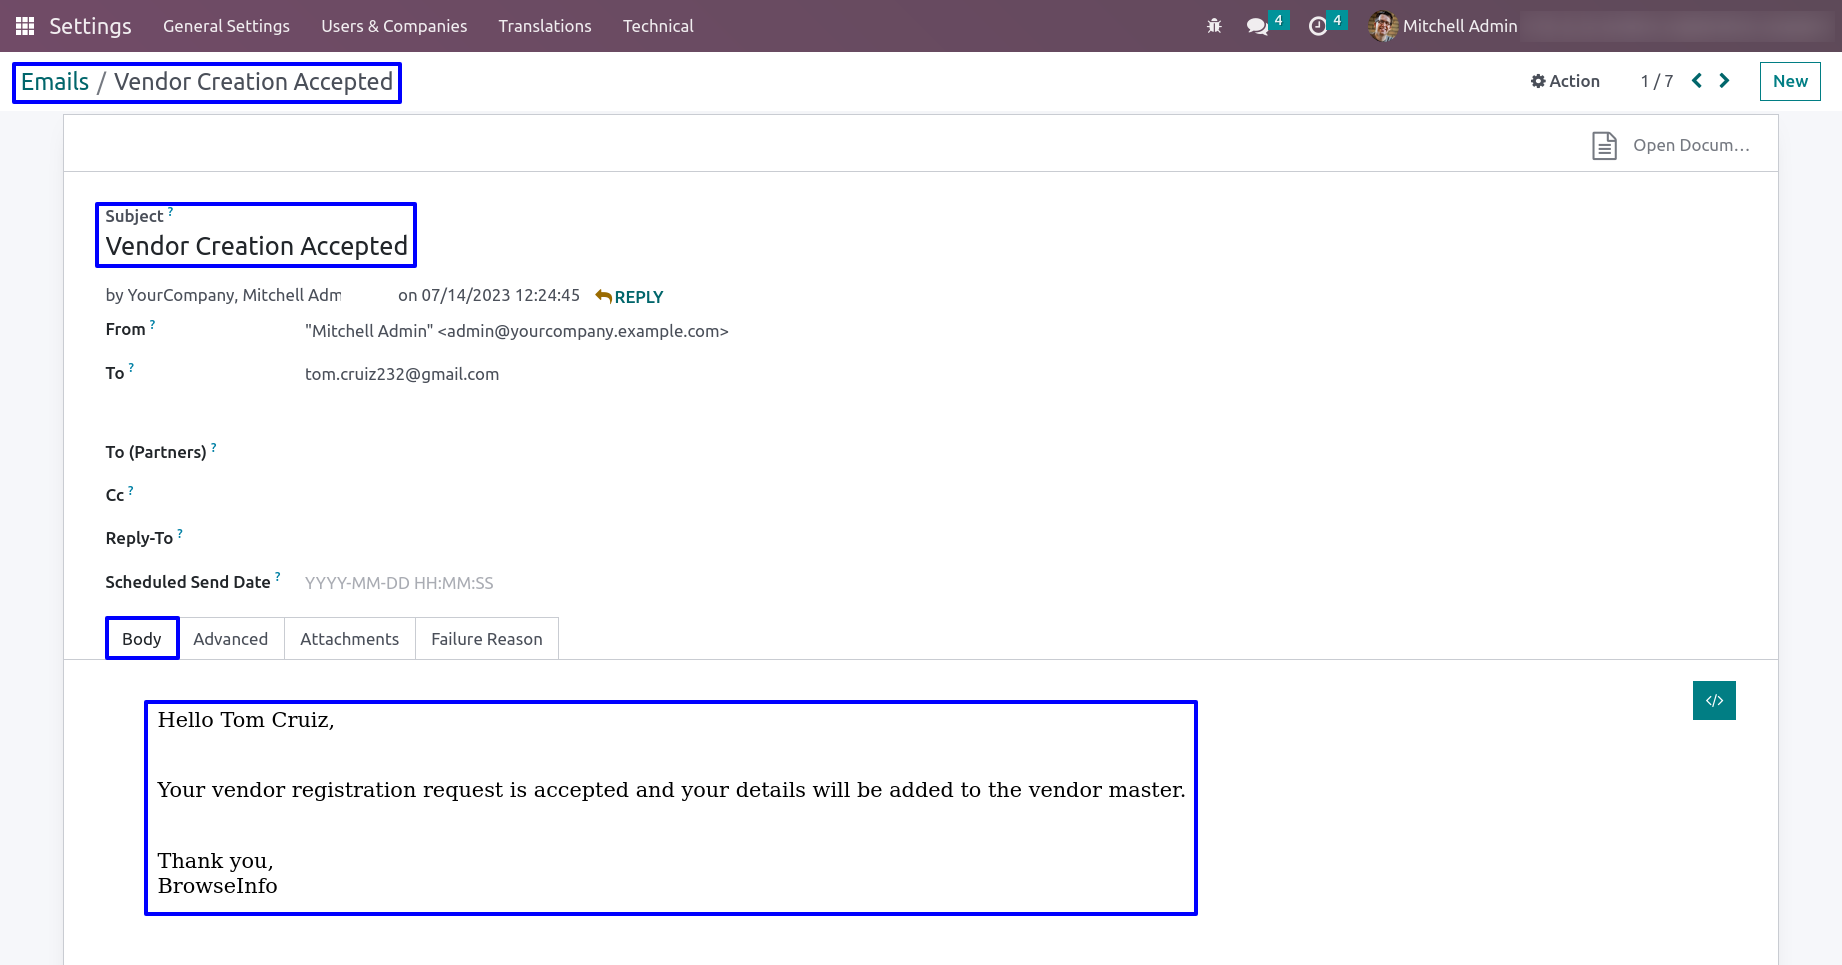 Settings General Settings Users & Companies Translations Technical 4 4 Mitchell Admin
Emails / Vendor Creation Accepted Action 1 / 7 New
Open Docum...
Subject ?
Vendor Creation Accepted
by YourCompany, Mitchell Adm on 07/14/2023 12:24:45 REPLY
From ? "Mitchell Admin" <admin@yourcompany.example.com>
To ? tom.cruiz232@gmail.com
To (Partners) ?
Cc ?
Reply-To ?
Scheduled Send Date ? YYYY-MM-DD HH:MM:SS
Body Advanced Attachments Failure Reason
</>
Hello Tom Cruiz,
Your vendor registration request is accepted and your details will be added to the vendor master.
Thank you,
BrowseInfo